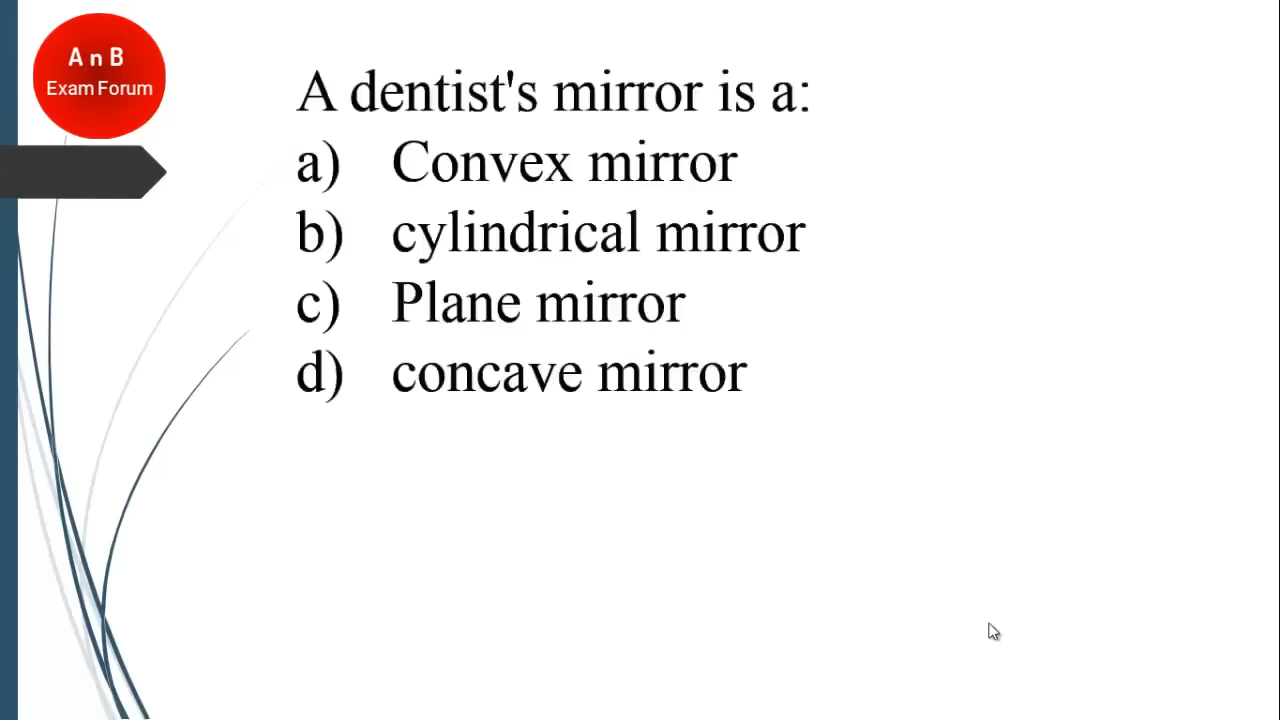 A n B
Exam Forum
A dentist's mirror is a:
a) Convex mirror
b) cylindrical mirror
c) Plane mirror
d) concave mirror